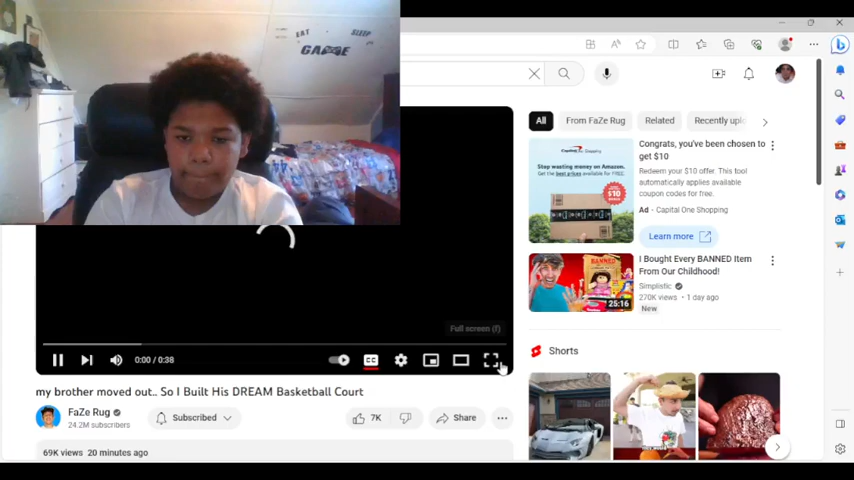 EAT SLEEP
GAME
All
From FaZe Rug
Related
Recently uplo
Congrats, you've been chosen to
get $10
Redeem your $10 offer. This tool
automatically applies available
coupon codes for free.
Ad · Capital One Shopping
Learn more
Stop wasting money on Amazon.
Get the best prices available for FREE.
$10
I Bought Every BANNED Item
From Our Childhood!
Simplistic
270K views · 1 day ago
New
BANNED
25:16
Full screen (f)
0:00 / 0:38
Shorts
my brother moved out.. So I Built His DREAM Basketball Court
FaZe Rug
24.2M subscribers
Subscribed
7K
Share
69K views 20 minutes ago